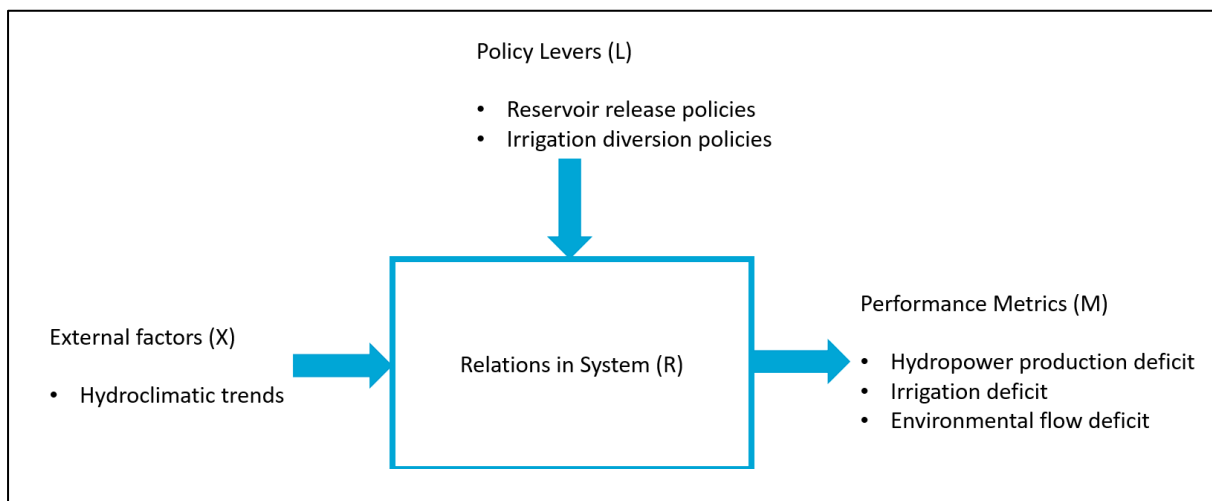 Policy Levers (L)
• Reservoir release policies
• Irrigation diversion policies
External factors (X)
• Hydroclimatic trends
Relations in System (R)
Performance Metrics (M)
• Hydropower production deficit
• Irrigation deficit
• Environmental flow deficit